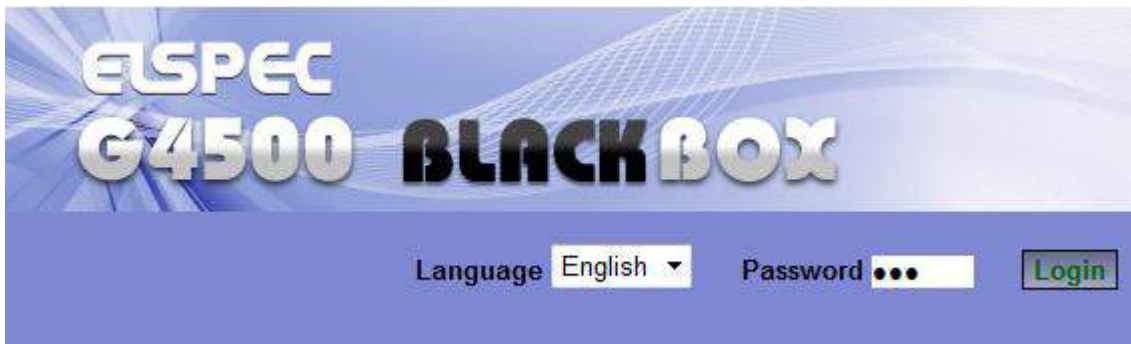 ELSPEC
G4500 BLACKBOX
Language English Password ●●● Login